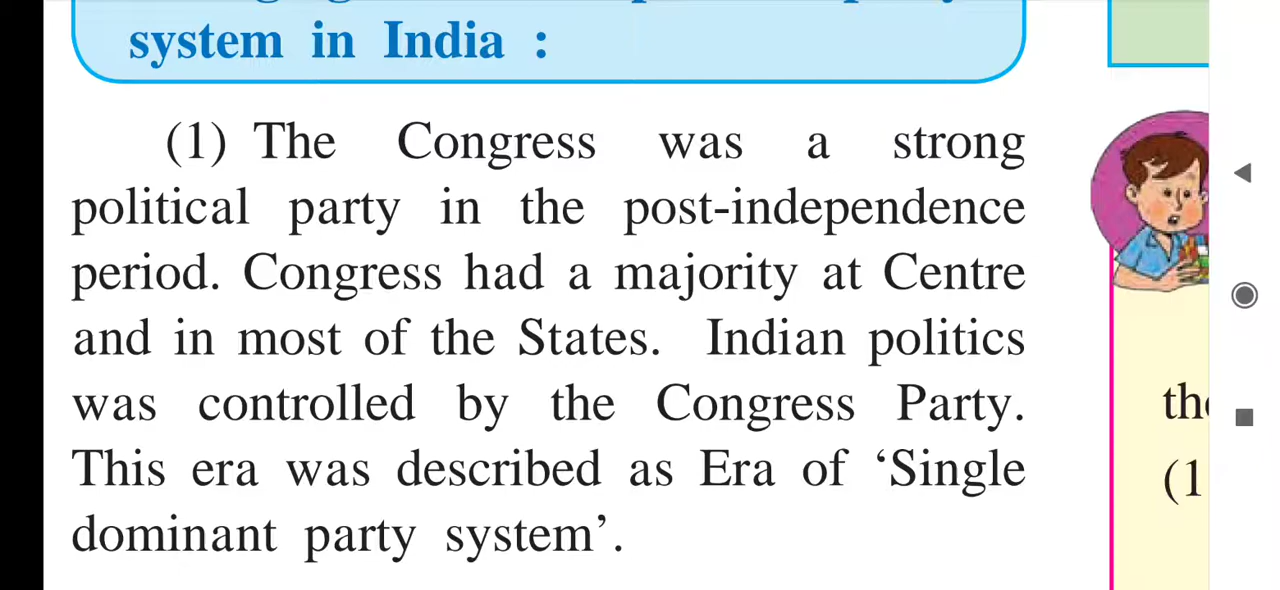 system in India :
(1) The Congress was a strong
political party in the post-independence
period. Congress had a majority at Centre
and in most of the States. Indian politics
was controlled by the Congress Party.
This era was described as Era of ‘Single
dominant party system’.
(1